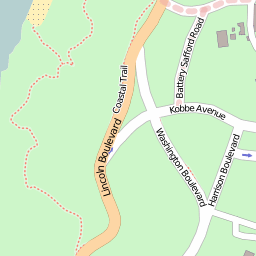 Battery Safford Road
Coastal Trail
Kobbe Avenue
Lincoln Boulevard
Washington Boulevard
Harrison Boulevard